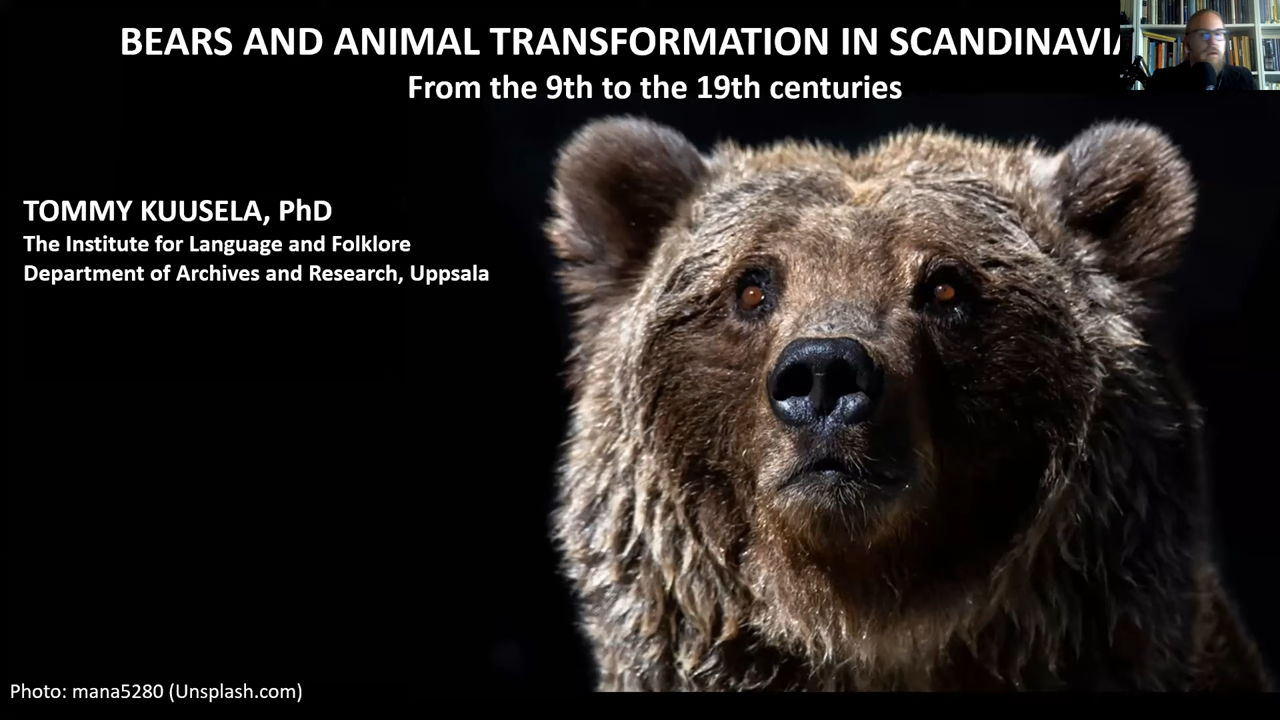 BEARS AND ANIMAL TRANSFORMATION IN SCANDINAVIA
From the 9th to the 19th centuries
TOMMY KUUSELA, PhD
The Institute for Language and Folklore
Department of Archives and Research, Uppsala
Photo: mana5280 (Unsplash.com)